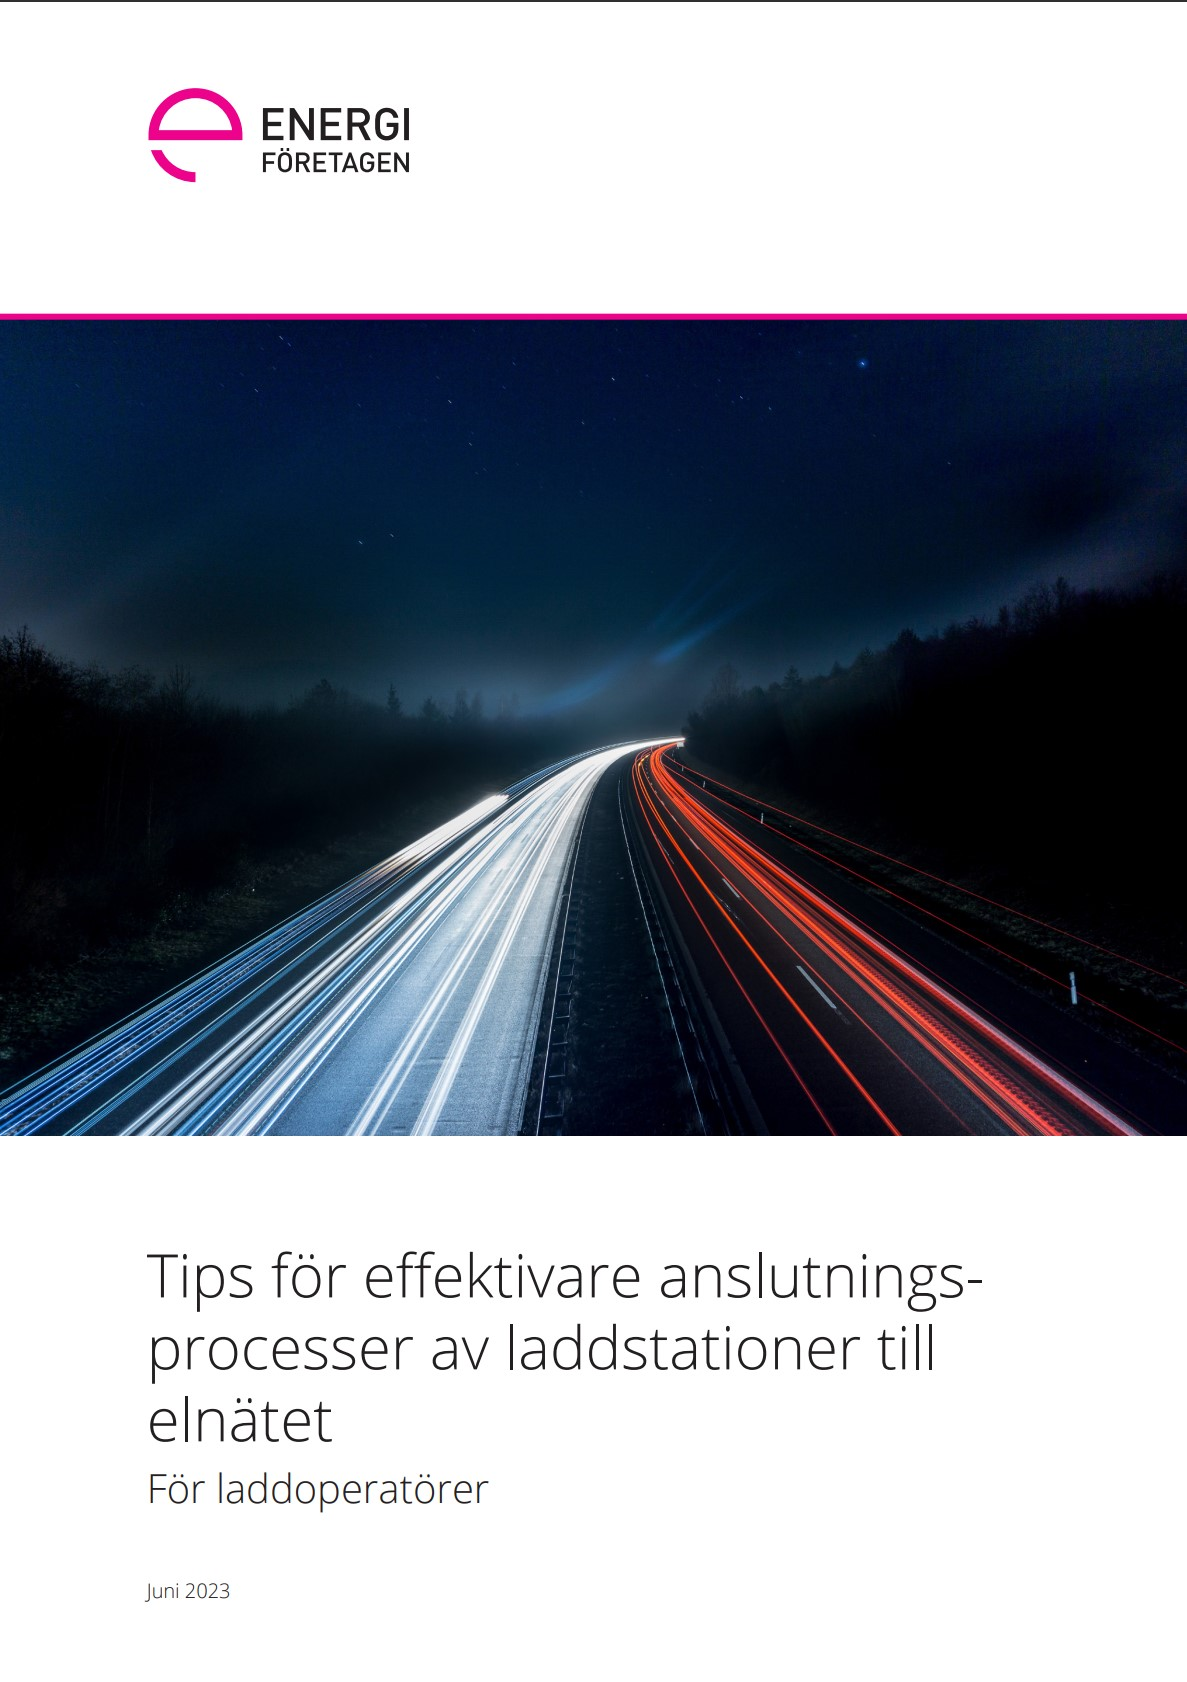 ENERGI
FÖRETAGEN
Tips för effektivare anslutnings-
processer av laddstationer till
elnätet
För laddoperatörer
Juni 2023